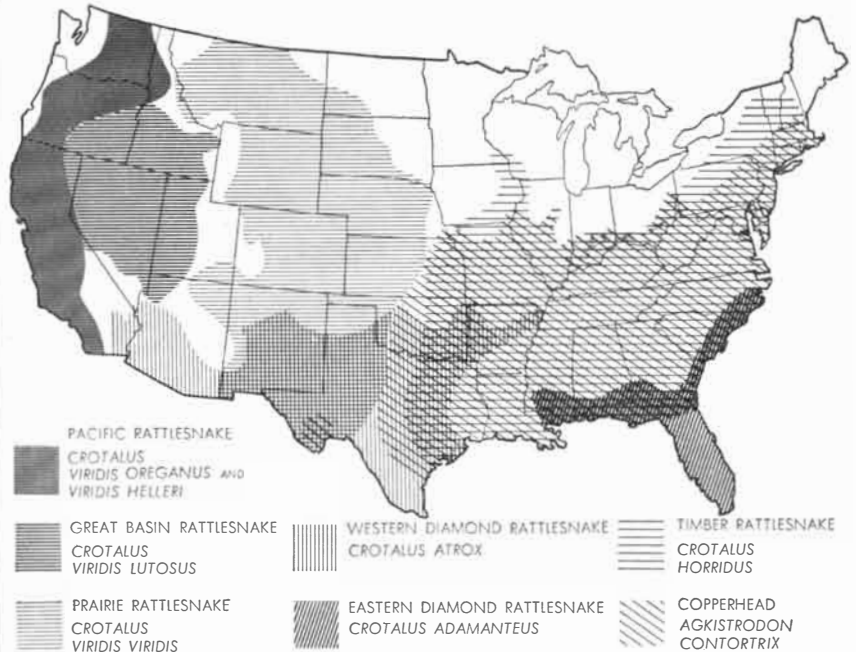 PACIFIC RATTLESNAKE
CROTALUS
VIRIDIS OREGANUS AND
VIRIDIS HELLERI
GREAT BASIN RATTLESNAKE
CROTALUS
VIRIDIS LUTOSUS
WESTERN DIAMOND RATTLESNAKE
CROTALUS ATROX
TIMBER RATTLESNAKE
CROTALUS
HORRIDUS
PRAIRIE RATTLESNAKE
CROTALUS
VIRIDIS VIRIDIS
EASTERN DIAMOND RATTLESNAKE
CROTALUS ADAMANTEUS
COPPERHEAD
AGKISTRODON
CONTORTRIX